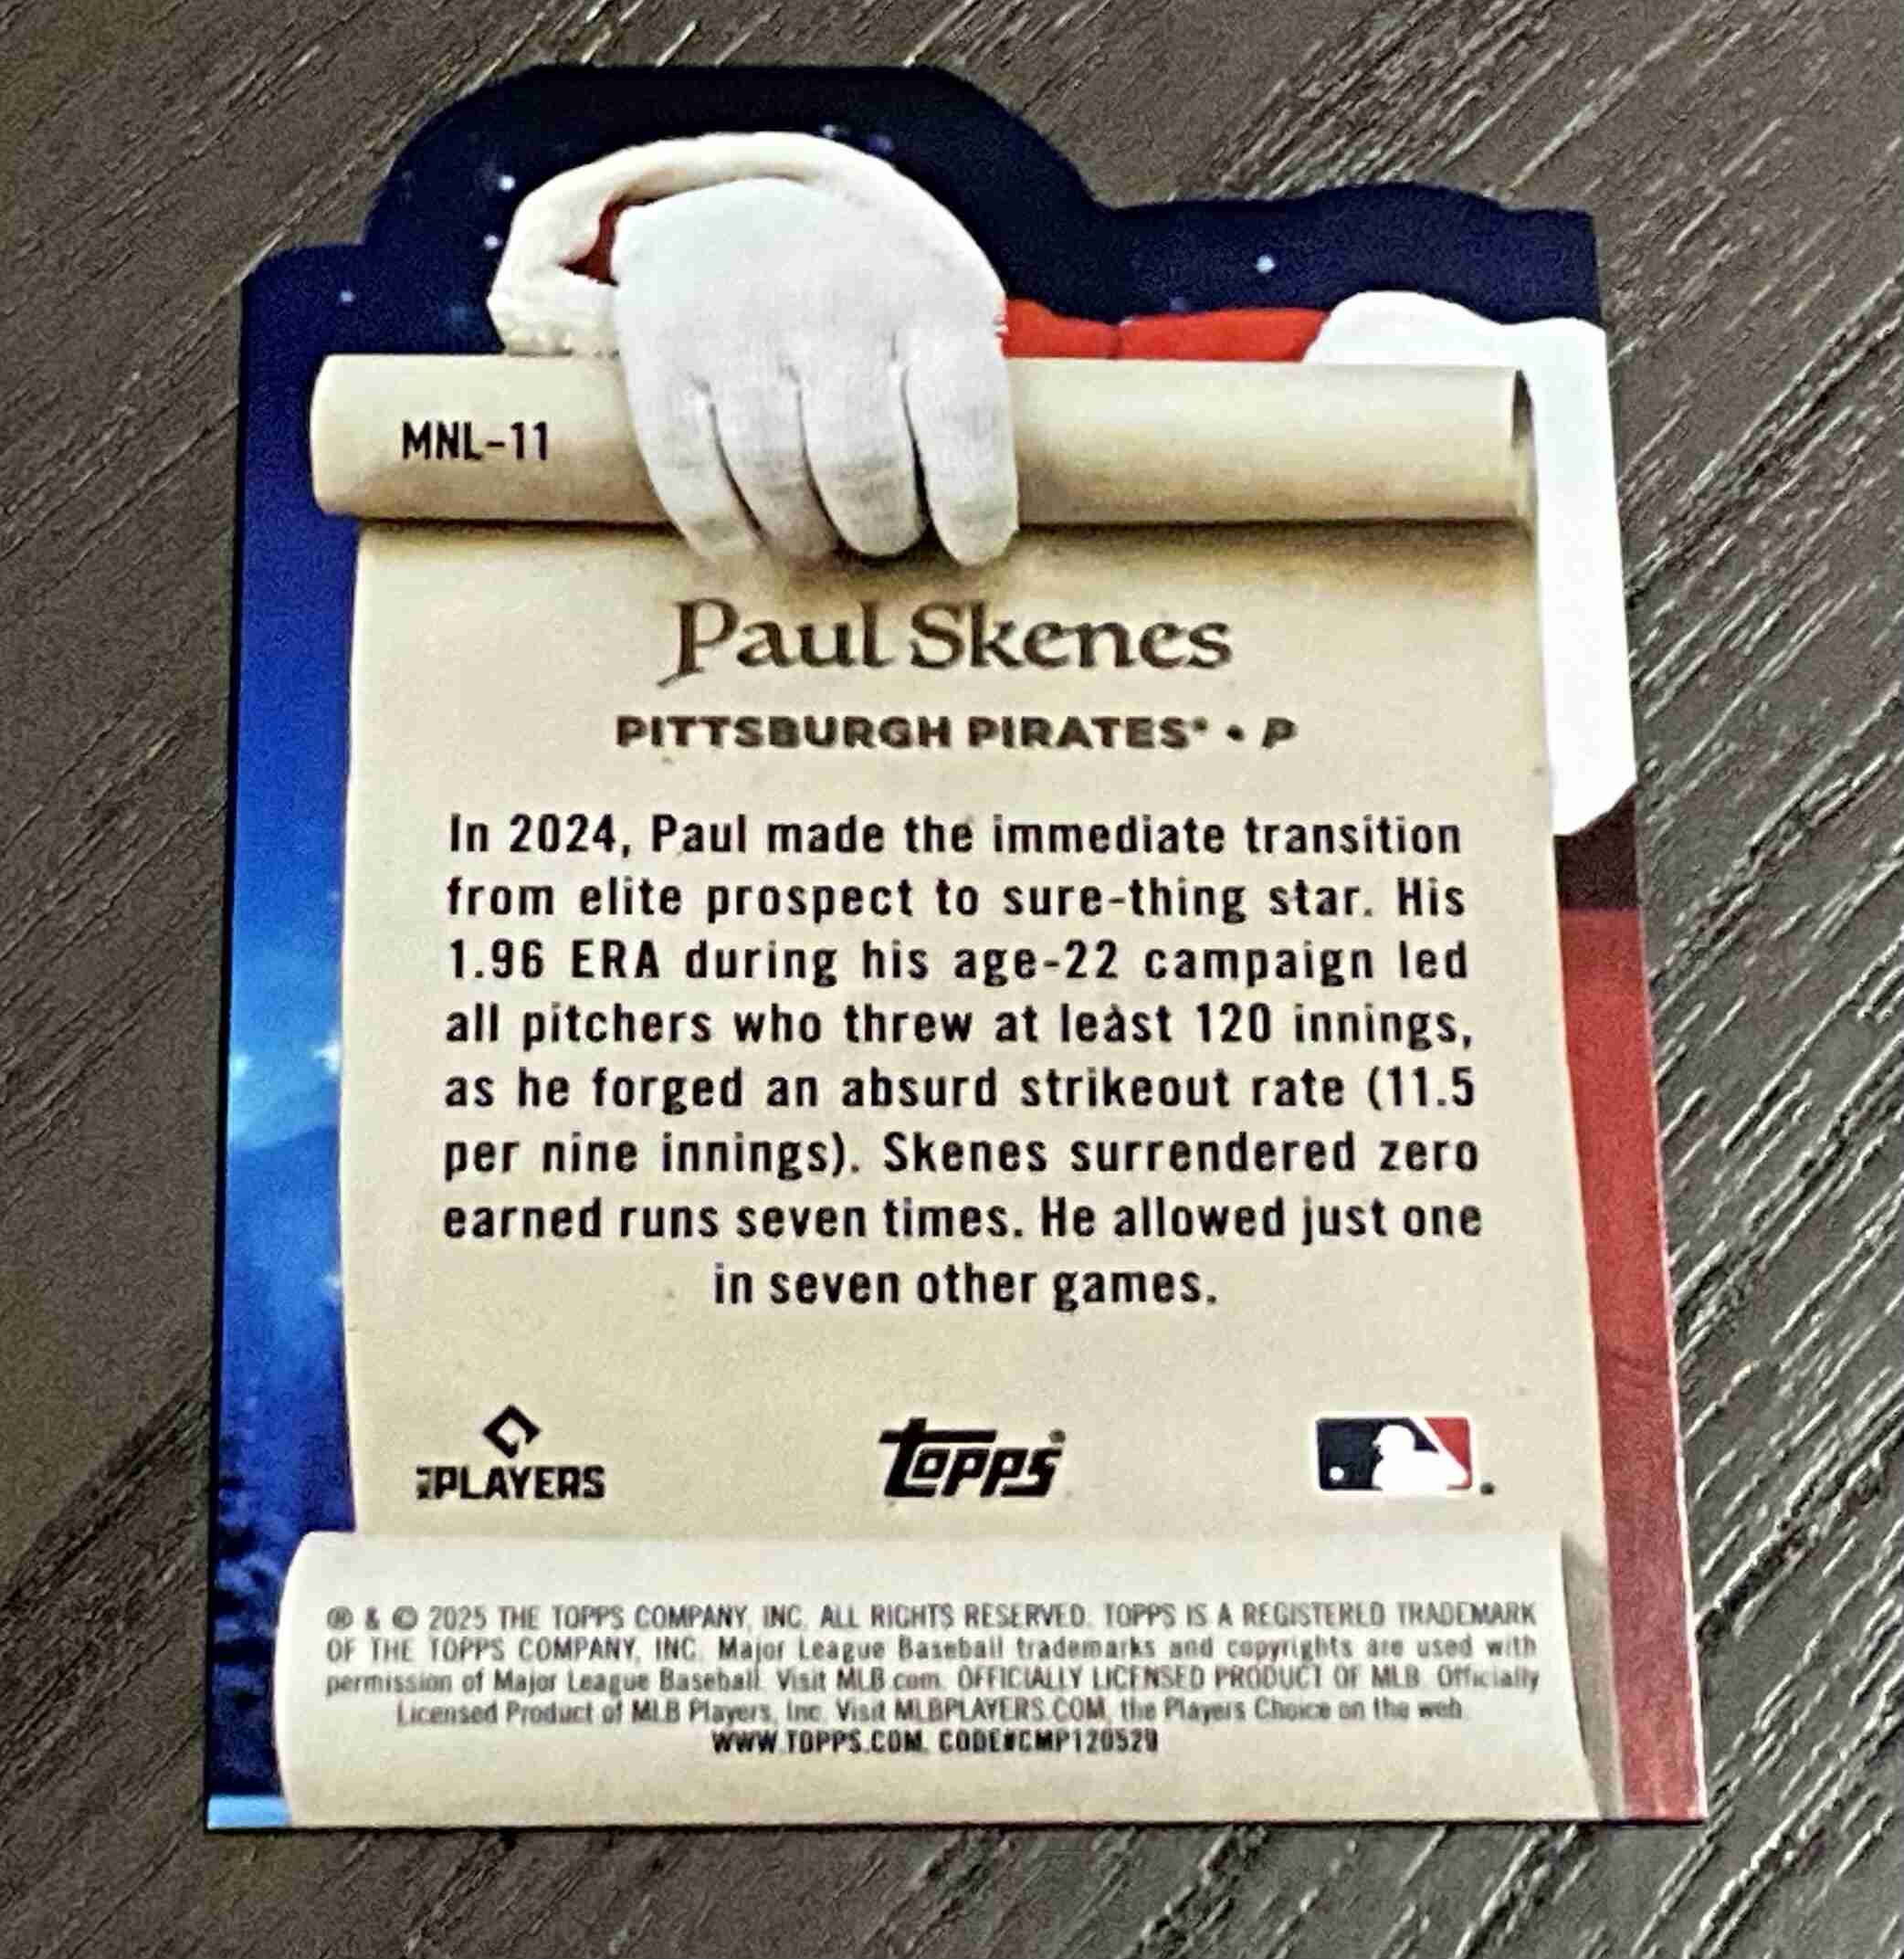 MNL-11
Paul Skenes
PITTSBURGH PIRATES® • P
In 2024, Paul made the immediate transition
from elite prospect to sure-thing star. His
1.96 ERA during his age-22 campaign led
all pitchers who threw at least 120 innings,
as he forged an absurd strikeout rate (11.5
per nine innings). Skenes surrendered zero
earned runs seven times. He allowed just one
in seven other games.
PLAYERS
topps®
® & © 2025 THE TOPPS COMPANY, INC. ALL RIGHTS RESERVED. TOPPS IS A REGISTERED TRADEMARK
OF THE TOPPS COMPANY, INC. Major League Baseball trademarks and copyrights are used with
permission of Major League Baseball. Visit MLB.com. OFFICIALLY LICENSED PRODUCT OF MLB. Officially
Licensed Product of MLB Players, Inc. Visit MLBPLAYERS.COM, the Players Choice on the web.
WWW.TOPPS.COM. CODE#CMP120529